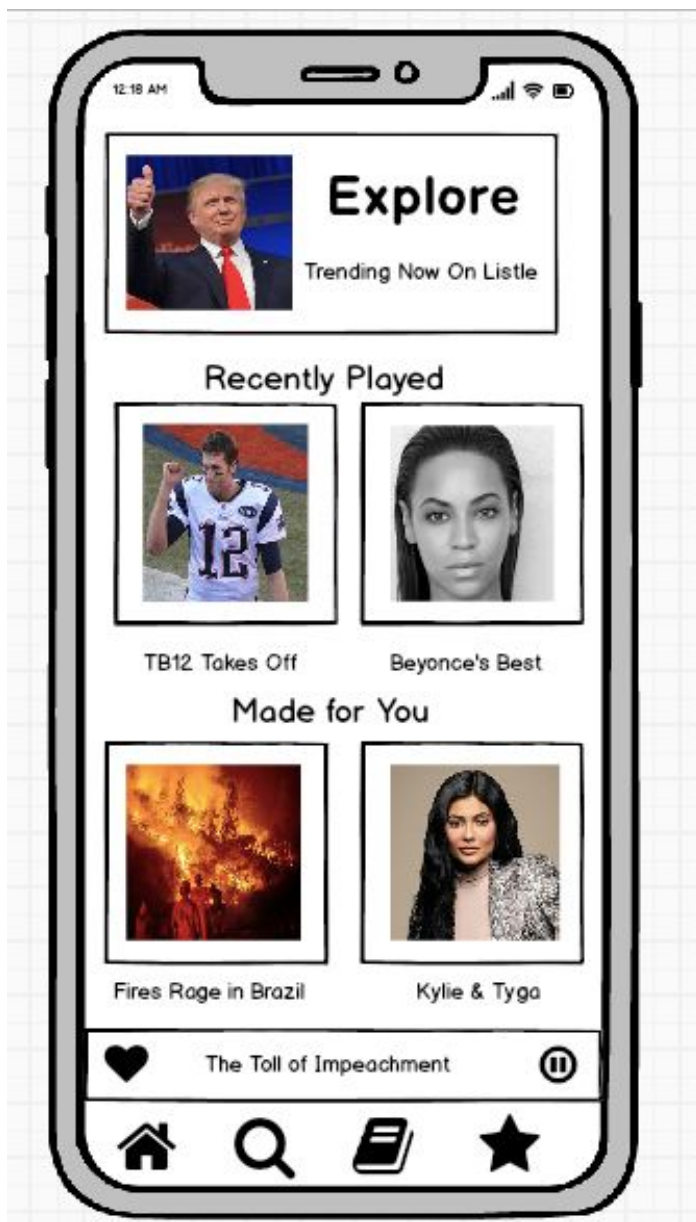 12:18 AM
Explore
Trending Now On Listle
Recently Played
12
TB12 Takes Off
Beyonce's Best
Made for You
Fires Rage in Brazil
Kylie & Tyga
The Toll of Impeachment